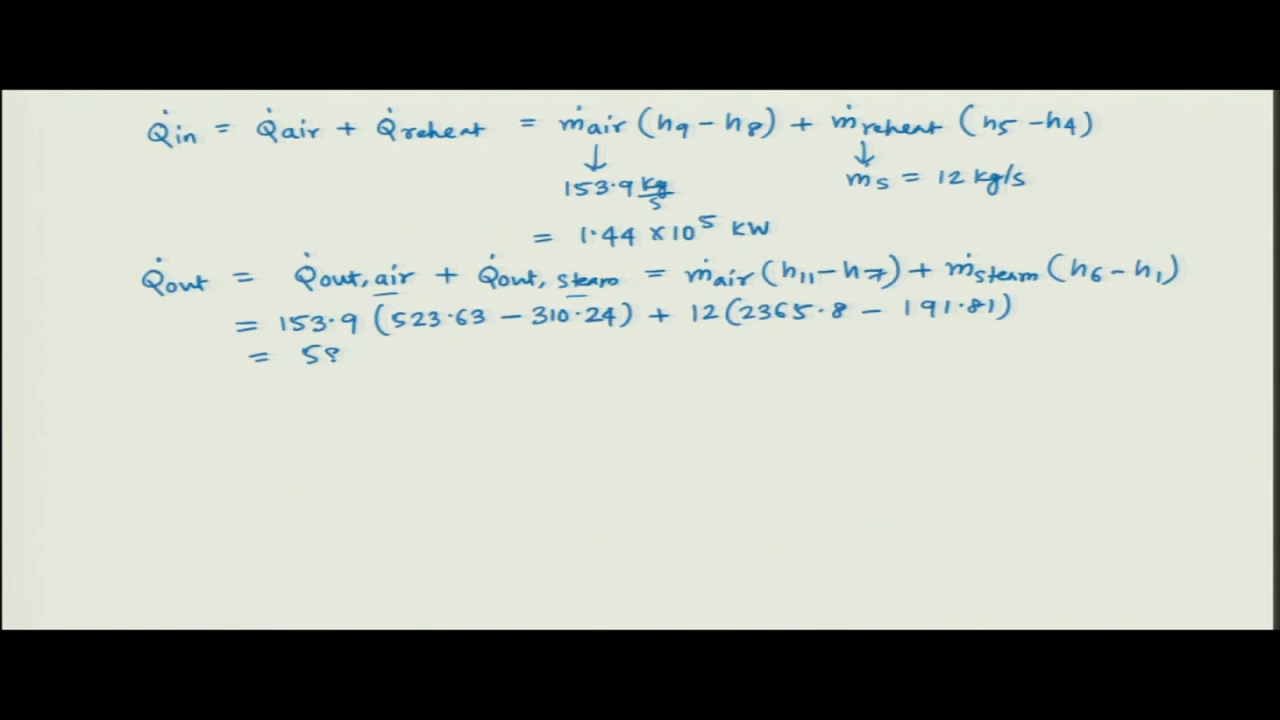 Q̇in = Q̇air + Q̇reheat = ṁair (h9 - h8) + ṁreheat (h5 - h4)
↓ ↓
153.9 kg/s ṁs = 12 kg/s
= 1.44 × 10⁵ kW
Q̇out = Q̇out, air + Q̇out, steam = ṁair (h11 - h7) + ṁsteam (h6 - h1)
= 153.9 (523.63 - 310.24) + 12 (2365.8 - 191.81)
= 58